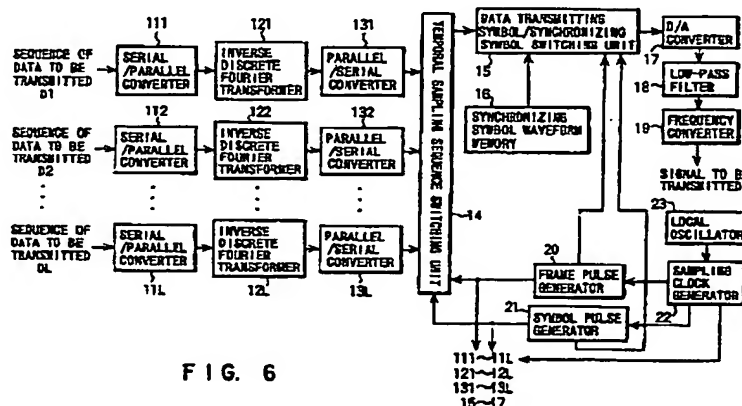 111
121
131
SEQUENCE OF
DATA TO BE
TRANSMITTED
D1
SERIAL
/PARALLEL
CONVERTER
INVERSE
DISCRETE
FOURIER
TRANSFORMER
PARALLEL
/SERIAL
CONVERTER
112
122
132
SEQUENCE OF
DATA TO BE
TRANSMITTED
D2
SERIAL
/PARALLEL
CONVERTER
INVERSE
DISCRETE
FOURIER
TRANSFORMER
PARALLEL
/SERIAL
CONVERTER
SEQUENCE OF
DATA TO BE
TRANSMITTED
DL
SERIAL
/PARALLEL
CONVERTER
INVERSE
DISCRETE
FOURIER
TRANSFORMER
PARALLEL
/SERIAL
CONVERTER
11L
12L
13L
TEMPORAL SAMPLING SEQUENCE SWITCHING UNIT
14
DATA TRANSMITTING
SYMBOL/SYNCHRONIZING
SYMBOL SWITCHING UNIT
15
16
SYNCHRONIZING
SYMBOL WAVEFORM
MEMORY
D/A
CONVERTER
17
18
LOW-PASS
FILTER
19
FREQUENCY
CONVERTER
SIGNAL TO BE
TRANSMITTED
23
LOCAL
OSCILLATOR
20
FRAME PULSE
GENERATOR
SAMPLING
CLOCK
GENERATOR
22
21
SYMBOL PULSE
GENERATOR
111~11L
121~12L
131~13L
15~17
FIG. 6